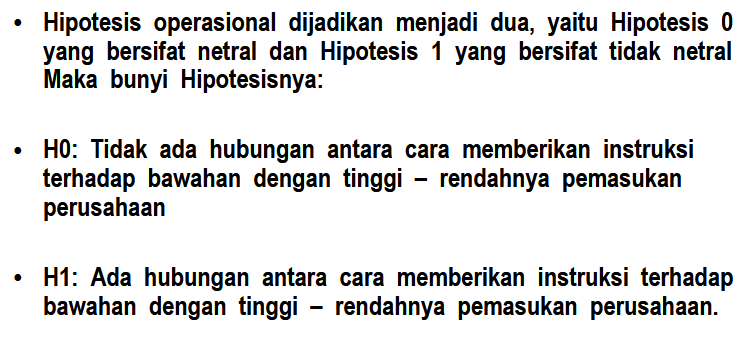 • Hipotesis operasional dijadikan menjadi dua, yaitu Hipotesis 0
yang bersifat netral dan Hipotesis 1 yang bersifat tidak netral
Maka bunyi Hipotesisnya:
• H0: Tidak ada hubungan antara cara memberikan instruksi
terhadap bawahan dengan tinggi – rendahnya pemasukan
perusahaan
• H1: Ada hubungan antara cara memberikan instruksi terhadap
bawahan dengan tinggi – rendahnya pemasukan perusahaan.